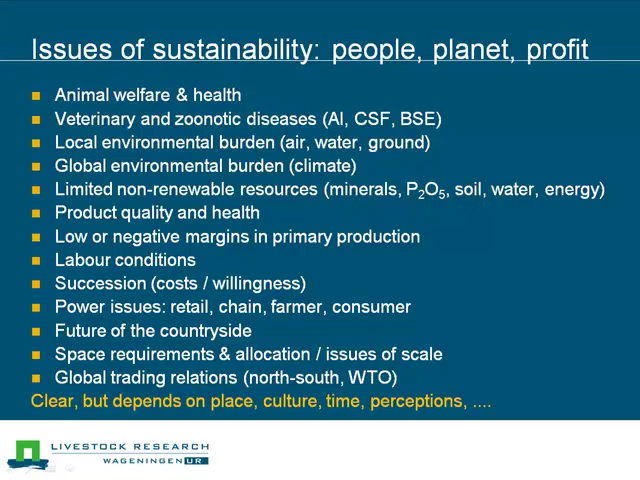 Issues of sustainability: people, planet, profit
Animal welfare & health
Veterinary and zoonotic diseases (AI, CSF, BSE)
Local environmental burden (air, water, ground)
Global environmental burden (climate)
Limited non-renewable resources (minerals, P₂O₅, soil, water, energy)
Product quality and health
Low or negative margins in primary production
Labour conditions
Succession (costs / willingness)
Power issues: retail, chain, farmer, consumer
Future of the countryside
Space requirements & allocation / issues of scale
Global trading relations (north-south, WTO)
Clear, but depends on place, culture, time, perceptions, ....
LIVESTOCK RESEARCH
WAGENINGEN UR